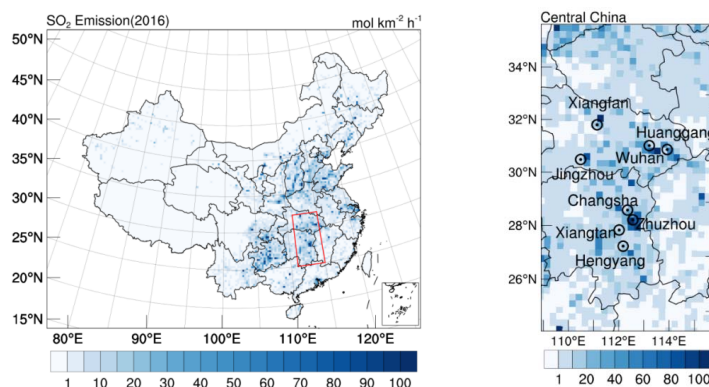 SO2 Emission(2016) mol km-2 h-1
50°N
45°N
40°N
35°N
30°N
25°N
20°N
15°N
80°E 90°E 100°E 110°E 120°E
1 10 20 30 40 50 60 70 80 90 100
Central China
34°N
32°N
30°N
28°N
26°N
Xiangfan
Huanggang
Wuhan
Jingzhou
Changsha
Zhuzhou
Xiangtan
Hengyang
110°E 112°E 114°E
1 20 40 60 80 100